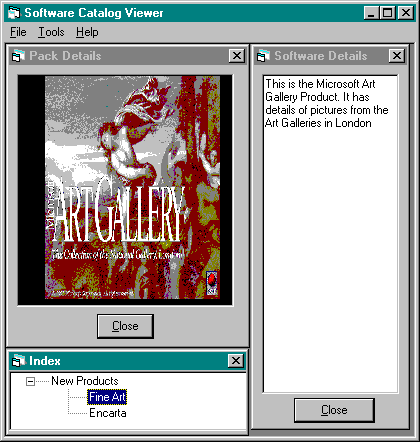 Software Catalog Viewer
File Tools Help
Pack Details
Microsoft
ART GALLERY
The Collection of the National Gallery, London
Close
Software Details
This is the Microsoft Art
Gallery Product. It has
details of pictures from the
Art Galleries in London
Close
Index
New Products
Fine Art
Encarta